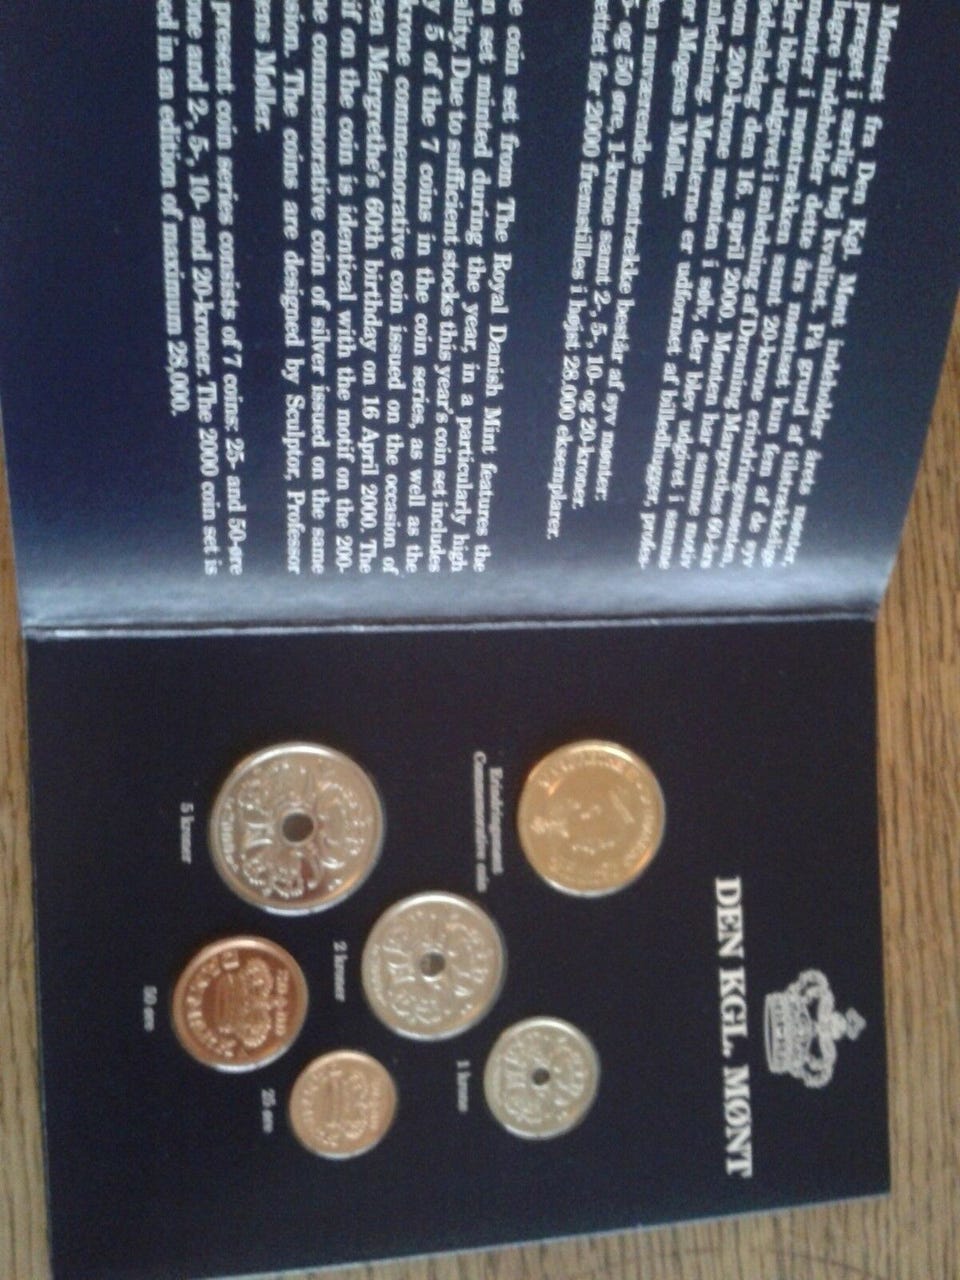 Møntsæt fra Den Kgl. Mønt indeholder årets mønter,
præget i særlig høj kvalitet. På grund af tilstrækkelige
lagre indeholder dette års møntsæt kun fem af de syv
mønter i møntrækken samt 20-krone erindringsmønten,
der blev udgivet i anledning af Dronning Margrethes 60-års
fødselsdag den 16. april 2000. Mønten har samme motiv
som 200-krone mønten i sølv, der blev udgivet i samme
anledning. Mønterne er udformet af billedhugger, profes-
sor Mogens Møller.
Den nuværende møntrække består af syv mønter:
25- og 50 øre, 1-krone samt 2-, 5-, 10- og 20-kroner.
Sættet for 2000 fremstilles i højst 28.000 eksemplarer.
The coin set from The Royal Danish Mint features the
set minted during the year, in a particularly high
quality. Due to sufficient stocks this year's coin set includes
5 of the 7 coins in the coin series, as well as the
krone commemorative coin issued on the occasion of
Queen Margrethe's 60th birthday on 16 April 2000. The
motif on the coin is identical with the motif on the 200-
krone commemorative coin of silver issued on the same
occasion. The coins are designed by Sculptor, Professor
Mogens Møller.
present coin series consists of 7 coins: 25- and 50-øre
krone and 2-, 5-, 10- and 20-kroner. The 2000 coin set is
in an edition of maximum 28,000.
DEN KGL. MØNT
Erindringsmønt
Commemorative coin
5 kroner
2 kroner
1 krone
50 øre
25 øre